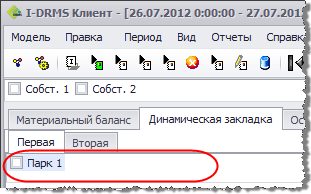 I-DRMS Клиент - [26.07.2012 0:00:00 - 27.07.201
Модель Правка Период Вид Отчеты Справка
Собст. 1 Собст. 2
Материальный баланс Динамическая закладка Ос
Первая Вторая
Парк 1